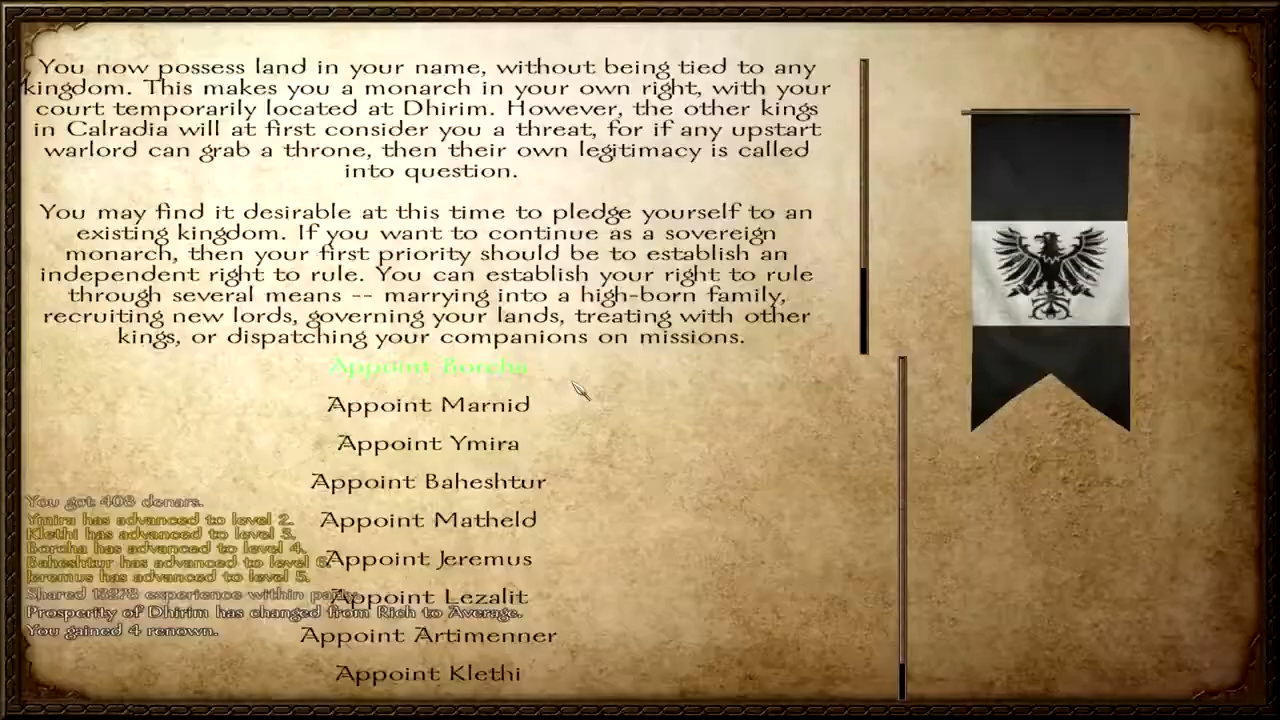 You now possess land in your name, without being tied to any
kingdom. This makes you a monarch in your own right, with your
court temporarily located at Dhirim. However, the other kings
in Calradia will at first consider you a threat, for if any upstart
warlord can grab a throne, then their own legitimacy is called
into question.
You may find it desirable at this time to pledge yourself to an
existing kingdom. If you want to continue as a sovereign
monarch, then your first priority should be to establish an
independent right to rule. You can establish your right to rule
through several means -- marrying into a high-born family,
recruiting new lords, governing your lands, treating with other
kings, or dispatching your companions on missions.
Appoint Borcha
Appoint Marnid
Appoint Ymira
Appoint Baheshtur
Appoint Matheld
Appoint Jeremus
Appoint Lezalit
Appoint Artimenner
Appoint Klethi
You got 408 denars.
Ymira has advanced to level 2.
Klethi has advanced to level 3.
Borcha has advanced to level 4.
Baheshtur has advanced to level 6.
Jeremus has advanced to level 5.
Shared 13278 experience within party.
Prosperity of Dhirim has changed from Rich to Average.
You gained 4 renown.